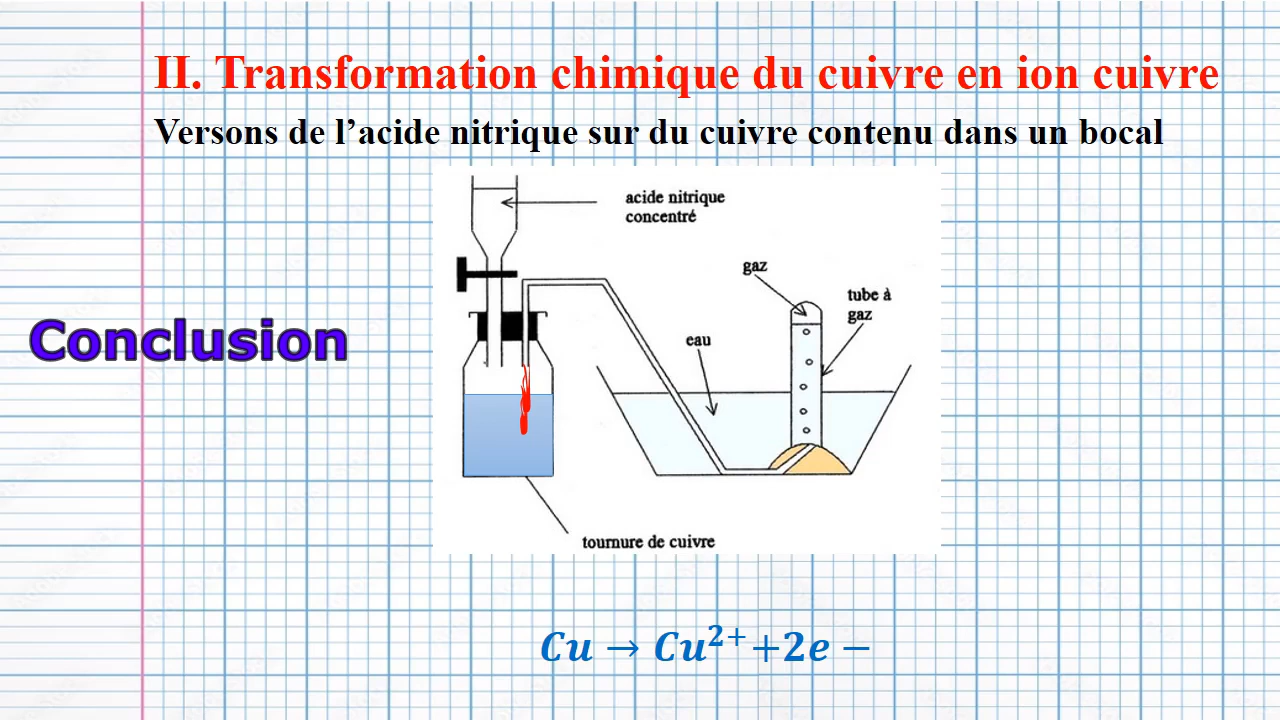 II. Transformation chimique du cuivre en ion cuivre
Versons de l’acide nitrique sur du cuivre contenu dans un bocal
acide nitrique
concentré
gaz
tube à
gaz
eau
Conclusion
tournure de cuivre
Cu → Cu²⁺+2e −